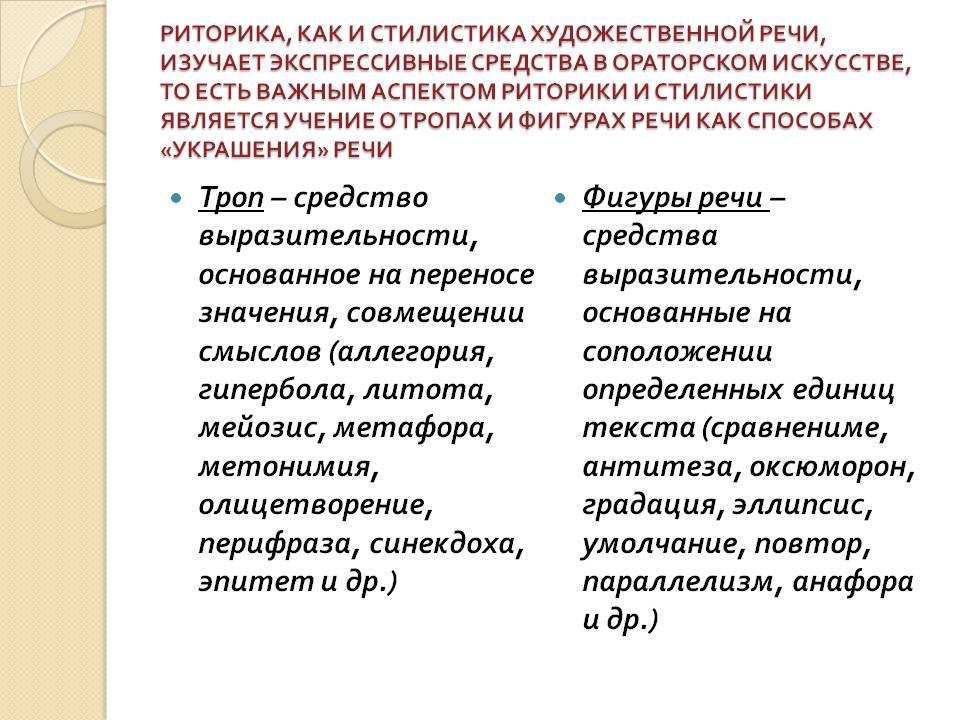 РИТОРИКА, КАК И СТИЛИСТИКА ХУДОЖЕСТВЕННОЙ РЕЧИ,
ИЗУЧАЕТ ЭКСПРЕССИВНЫЕ СРЕДСТВА В ОРАТОРСКОМ ИСКУССТВЕ,
ТО ЕСТЬ ВАЖНЫМ АСПЕКТОМ РИТОРИКИ И СТИЛИСТИКИ
ЯВЛЯЕТСЯ УЧЕНИЕ О ТРОПАХ И ФИГУРАХ РЕЧИ КАК СПОСОБАХ
«УКРАШЕНИЯ» РЕЧИ
Троп – средство
выразительности,
основанное на переносе
значения, совмещении
смыслов (аллегория,
гипербола, литота,
мейозис, метафора,
метонимия,
олицетворение,
перифраза, синекдоха,
эпитет и др.)
Фигуры речи –
средства
выразительности,
основанные на
соположении
определенных единиц
текста (сравнениме,
антитеза, оксюморон,
градация, эллипсис,
умолчание, повтор,
параллелизм, анафора
и др.)